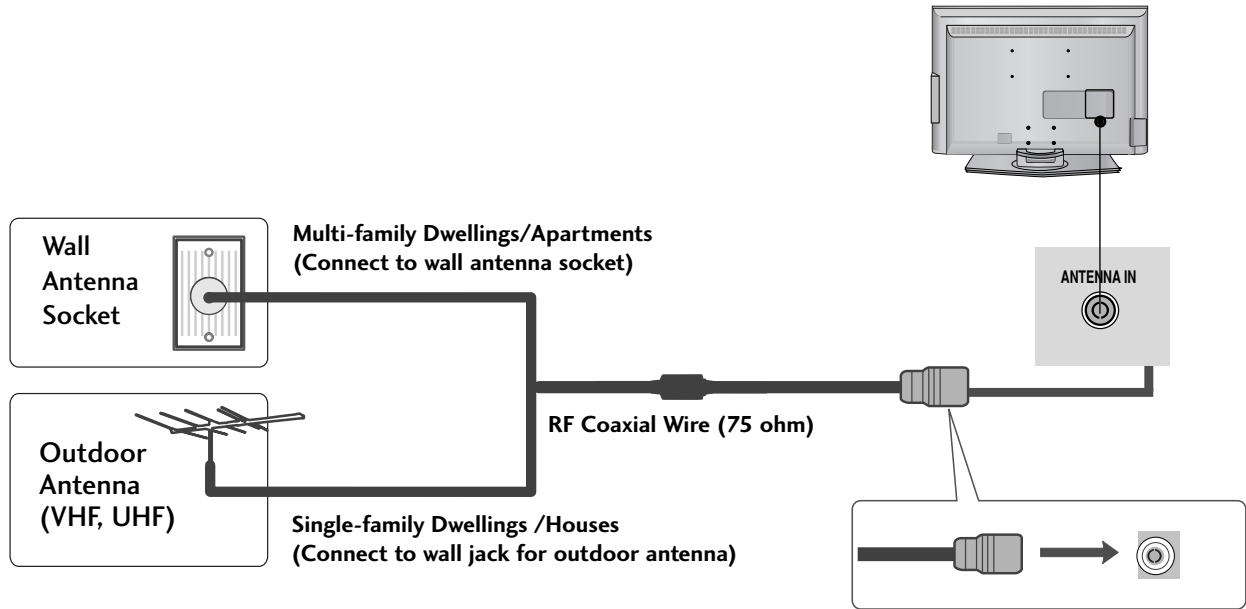 ANTENNA IN
Wall
Antenna
Socket
Multi-family Dwellings/Apartments
(Connect to wall antenna socket)
RF Coaxial Wire (75 ohm)
Outdoor
Antenna
(VHF, UHF)
Single-family Dwellings /Houses
(Connect to wall jack for outdoor antenna)